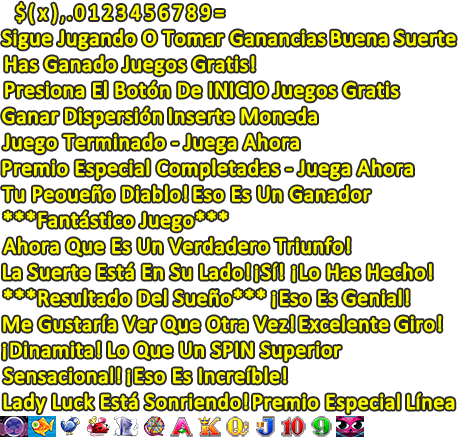 $(x),.0123456789=
Sigue Jugando O Tomar Ganancias Buena Suerte
Has Ganado Juegos Gratis!
Presiona El Botón De INICIO Juegos Gratis
Ganar Dispersión Inserte Moneda
Juego Terminado - Juega Ahora
Premio Especial Completadas - Juega Ahora
Tu Peoueño Diablo! Eso Es Un Ganador
***Fantástico Juego***
Ahora Que Es Un Verdadero Triunfo!
La Suerte Está En Su Lado! ¡Sí! ¡Lo Has Hecho!
***Resultado Del Sueño*** ¡Eso Es Genial!
Me Gustaría Ver Que Otra Vez! Excelente Giro!
¡Dinamita! Lo Que Un SPIN Superior
Sensacional! ¡Eso Es Increíble!
Lady Luck Está Sonriendo! Premio Especial Línea
A K Q J 10 9